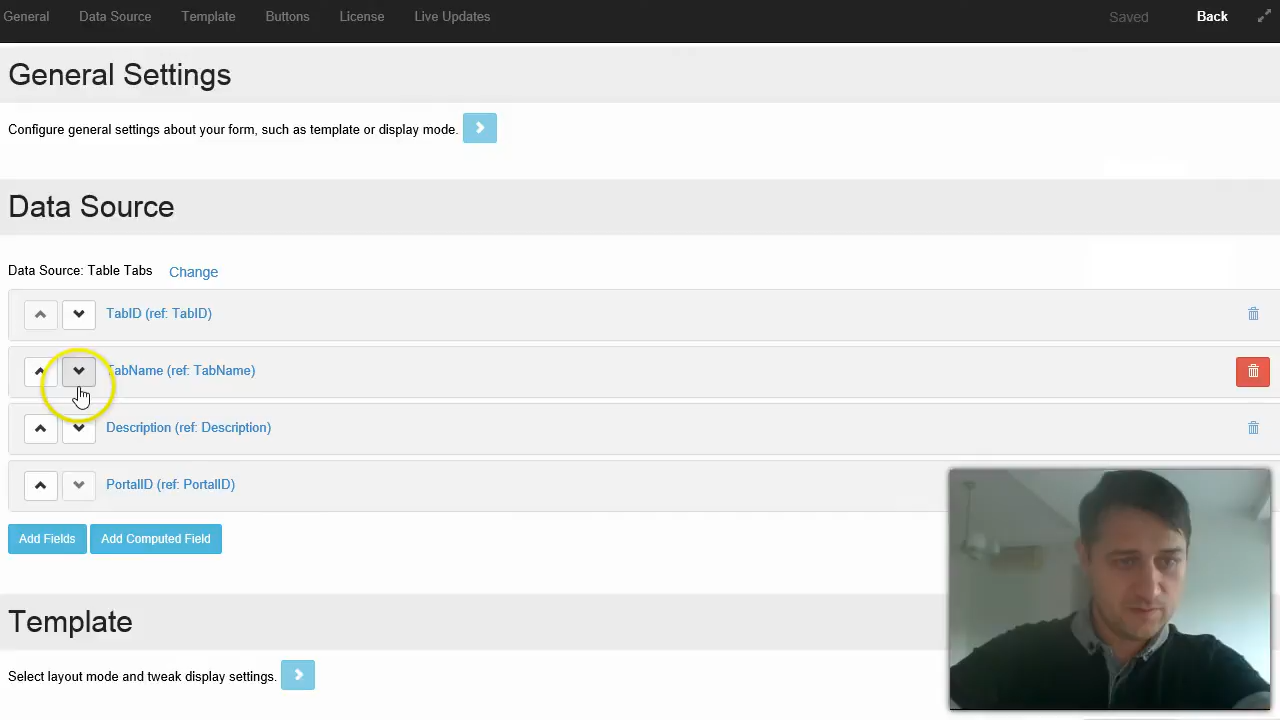 General Data Source Template Buttons License Live Updates Saved Back
General Settings
Configure general settings about your form, such as template or display mode.
Data Source
Data Source: Table Tabs Change
TabID (ref: TabID)
TabName (ref: TabName)
Description (ref: Description)
PortalID (ref: PortalID)
Add Fields Add Computed Field
Template
Select layout mode and tweak display settings.